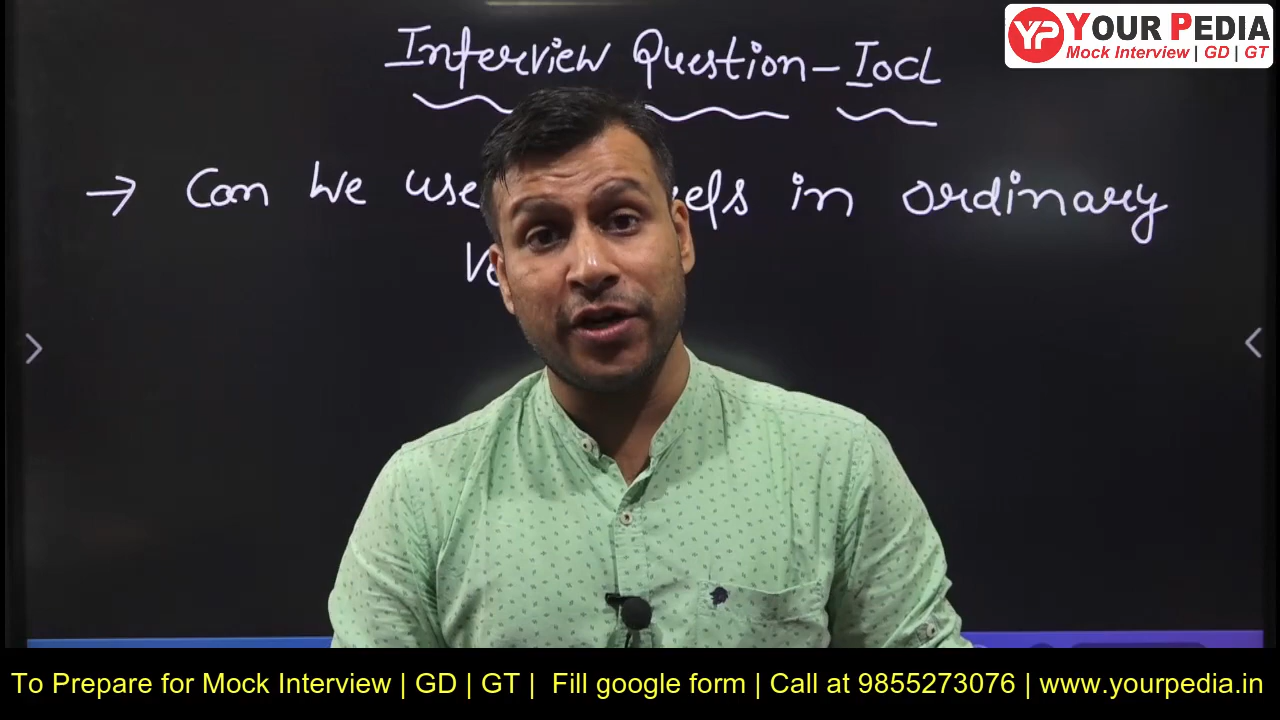 YP YOUR PEDIA
Mock Interview | GD | GT
Interview Question - IOCL
→ Can We use in ordinary
To Prepare for Mock Interview | GD | GT | Fill google form | Call at 9855273076 | www.yourpedia.in